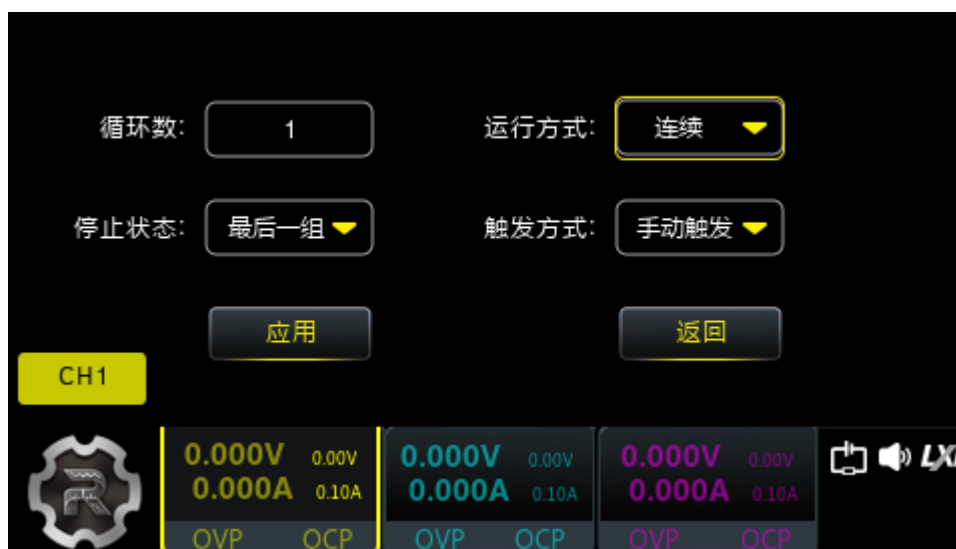 循环数: 1 运行方式: 连续
停止状态: 最后一组 触发方式: 手动触发
应用 返回
CH1
0.000V 0.00V 0.000V 0.00V 0.000V 0.00V
0.000A 0.10A 0.000A 0.10A 0.000A 0.10A
OVP OCP OVP OCP OVP OCP
R
LXI